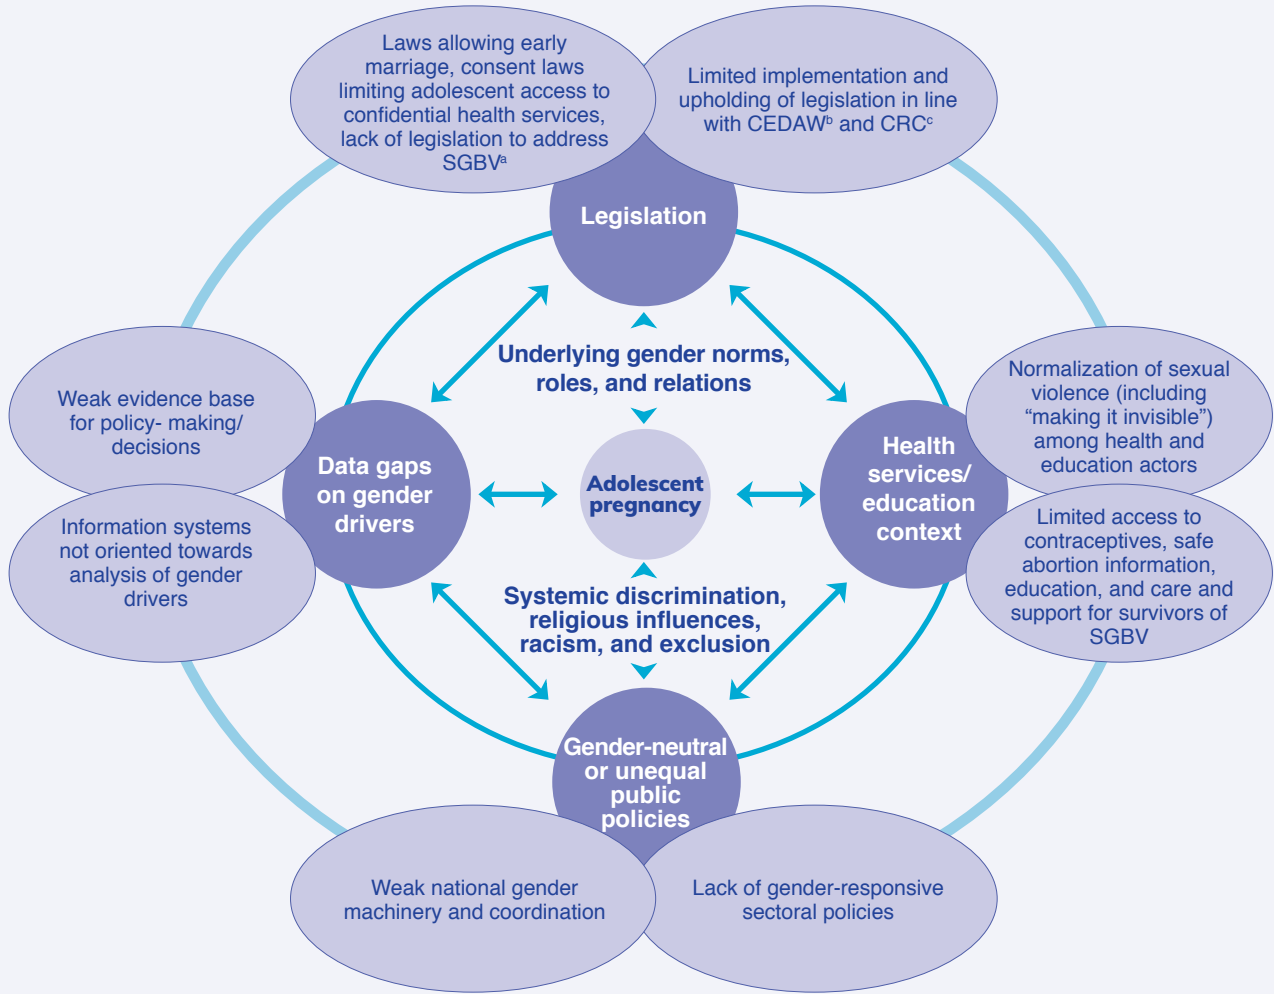 Laws allowing early
marriage, consent laws
limiting adolescent access to
confidential health services,
lack of legislation to address
SGBVᵃ
Limited implementation and
upholding of legislation in line
with CEDAWᵇ and CRCᶜ
Legislation
Underlying gender norms,
roles, and relations
Weak evidence base
for policy- making/
decisions
Information systems
not oriented towards
analysis of gender
drivers
Data gaps
on gender
drivers
Adolescent
pregnancy
Health
services/
education
context
Normalization of sexual
violence (including
“making it invisible”)
among health and
education actors
Limited access to
contraceptives, safe
abortion information,
education, and care and
support for survivors of
SGBV
Systemic discrimination,
religious influences,
racism, and exclusion
Gender-neutral
or unequal
public
policies
Weak national gender
machinery and coordination
Lack of gender-responsive
sectoral policies